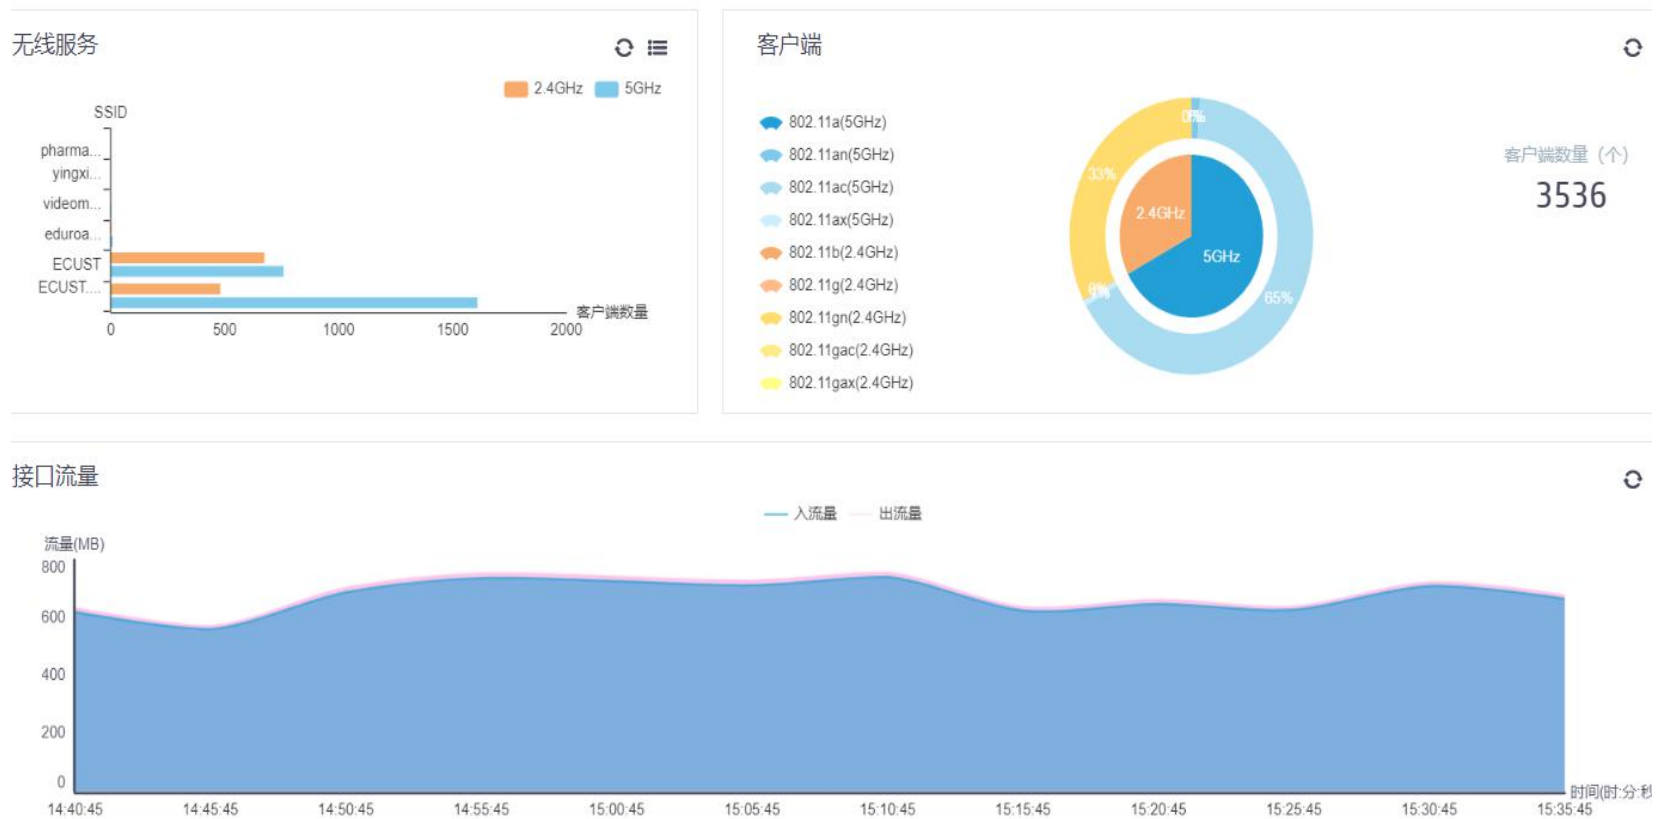 无线服务
2.4GHz 5GHz
SSID
pharma...
yingxi...
videom...
eduroa...
ECUST
ECUST....
客户端数量
0 500 1000 1500 2000
客户端
802.11a(5GHz)
802.11an(5GHz)
802.11ac(5GHz)
802.11ax(5GHz)
802.11b(2.4GHz)
802.11g(2.4GHz)
802.11gn(2.4GHz)
802.11gac(2.4GHz)
802.11gax(2.4GHz)
33%
2.4GHz
5GHz
65%
客户端数量（个）
3536
接口流量
入流量 出流量
流量(MB)
800
600
400
200
0
时间(时:分:秒
14:40:45 14:45:45 14:50:45 14:55:45 15:00:45 15:05:45 15:10:45 15:15:45 15:20:45 15:25:45 15:30:45 15:35:45